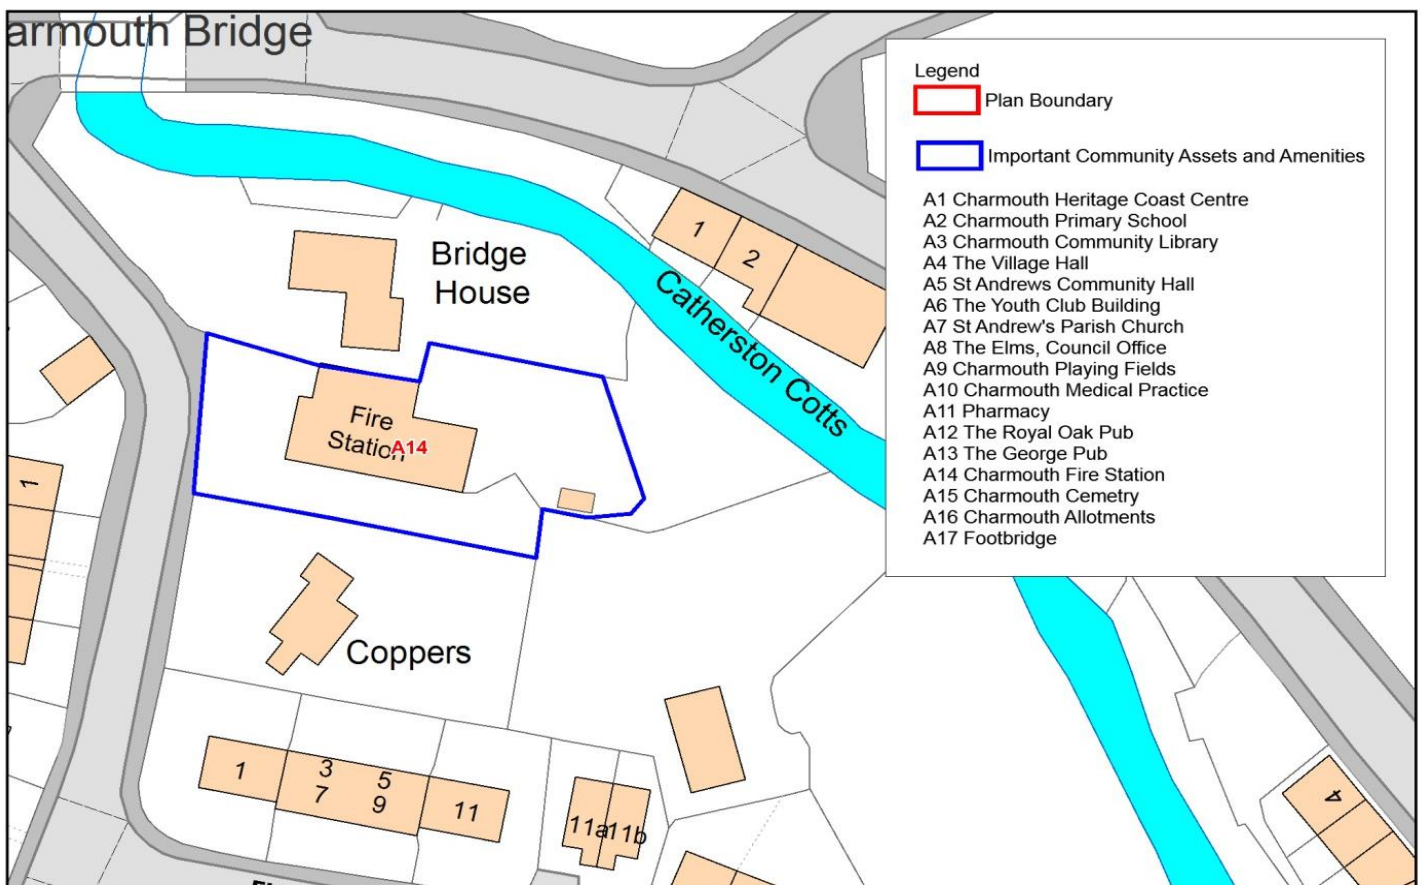 armouth Bridge
Legend
Plan Boundary
Important Community Assets and Amenities
A1 Charmouth Heritage Coast Centre
A2 Charmouth Primary School
A3 Charmouth Community Library
A4 The Village Hall
A5 St Andrews Community Hall
A6 The Youth Club Building
A7 St Andrew's Parish Church
A8 The Elms, Council Office
A9 Charmouth Playing Fields
A10 Charmouth Medical Practice
A11 Pharmacy
A12 The Royal Oak Pub
A13 The George Pub
A14 Charmouth Fire Station
A15 Charmouth Cemetry
A16 Charmouth Allotments
A17 Footbridge
1
2
Bridge
House
Catherston Cotts
Fire
Station
A14
1
Coppers
1
3
5
7
9
11
11a
11b
4